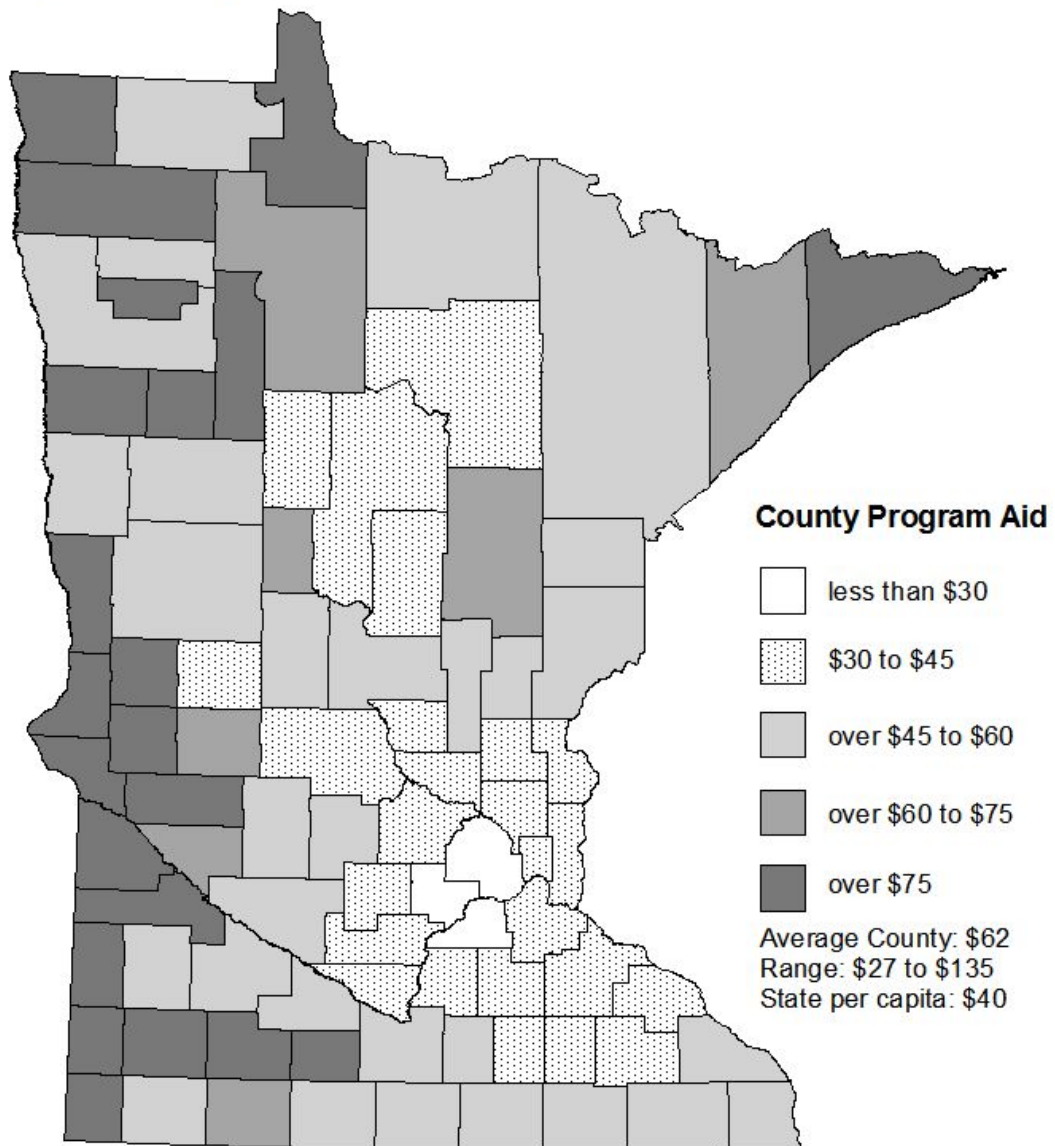 County Program Aid
less than $30
$30 to $45
over $45 to $60
over $60 to $75
over $75
Average County: $62
Range: $27 to $135
State per capita: $40